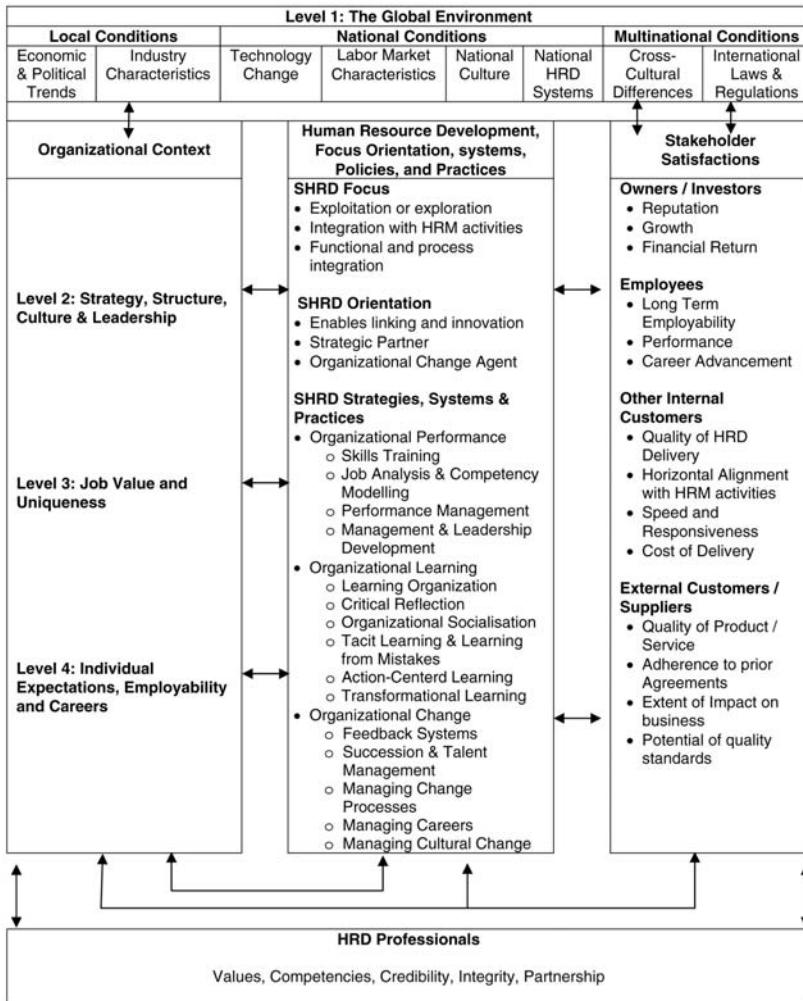 Level 1: The Global Environment
Local Conditions
National Conditions
Multinational Conditions
Economic
& Political
Trends
Industry
Characteristics
Technology
Change
Labor Market
Characteristics
National
Culture
National
HRD
Systems
Cross-
Cultural
Differences
International
Laws &
Regulations
Organizational Context
Level 2: Strategy, Structure,
Culture & Leadership
Level 3: Job Value and
Uniqueness
Level 4: Individual
Expectations, Employability
and Careers
Human Resource Development,
Focus Orientation, systems,
Policies, and Practices
SHRD Focus
• Exploitation or exploration
• Integration with HRM activities
• Functional and process
integration
SHRD Orientation
• Enables linking and innovation
• Strategic Partner
• Organizational Change Agent
SHRD Strategies, Systems &
Practices
• Organizational Performance
o Skills Training
o Job Analysis & Competency
Modelling
o Performance Management
o Management & Leadership
Development
• Organizational Learning
o Learning Organization
o Critical Reflection
o Organizational Socialisation
o Tacit Learning & Learning
from Mistakes
o Action-Centerd Learning
o Transformational Learning
• Organizational Change
o Feedback Systems
o Succession & Talent
Management
o Managing Change
Processes
o Managing Careers
o Managing Cultural Change
Stakeholder
Satisfactions
Owners / Investors
• Reputation
• Growth
• Financial Return
Employees
• Long Term
Employability
• Performance
• Career Advancement
Other Internal
Customers
• Quality of HRD
Delivery
• Horizontal Alignment
with HRM activities
• Speed and
Responsiveness
• Cost of Delivery
External Customers /
Suppliers
• Quality of Product /
Service
• Adherence to prior
Agreements
• Extent of Impact on
business
• Potential of quality
standards
HRD Professionals
Values, Competencies, Credibility, Integrity, Partnership